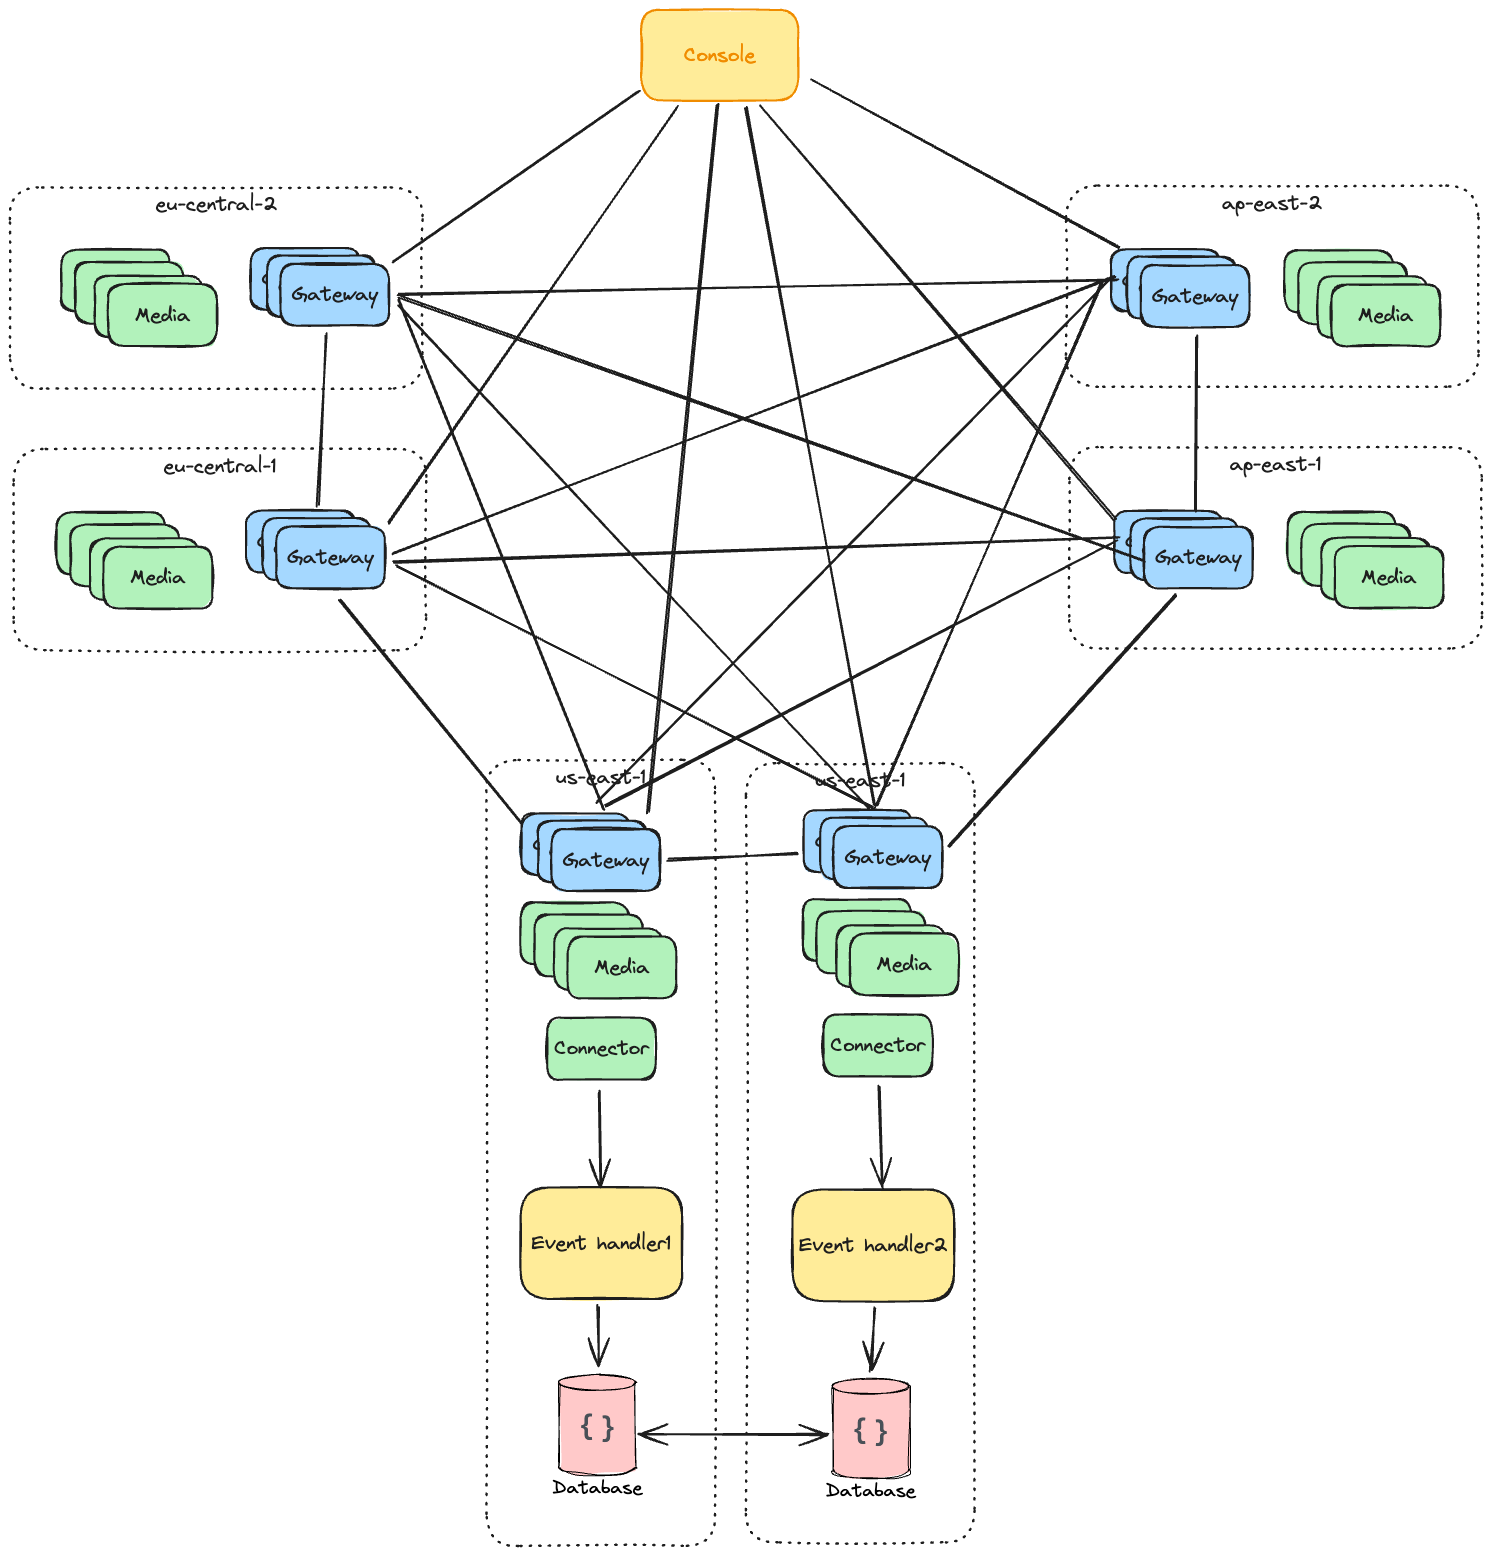 Console
eu-central-2
ap-east-2
Media
Gateway
Gateway
Media
eu-central-1
ap-east-1
Media
Gateway
Gateway
Media
us-east-1
us-east-1
Gateway
Gateway
Media
Media
Connector
Connector
Event handler1
Event handler2
{ }
{ }
Database
Database